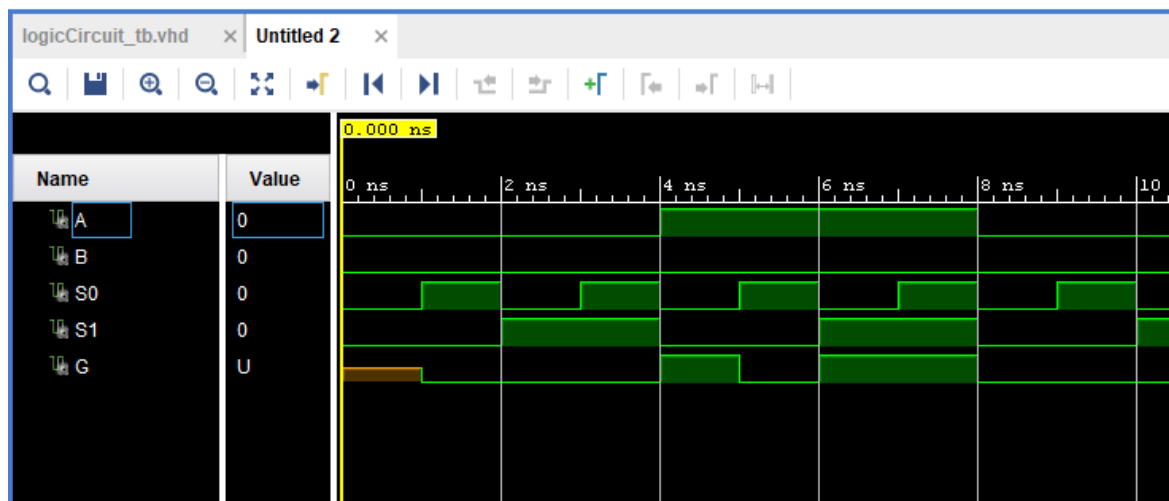 logicCircuit_tb.vhd × Untitled 2 ×
0.000 ns
Name Value
0 ns 2 ns 4 ns 6 ns 8 ns 10
A 0
B 0
S0 0
S1 0
G U